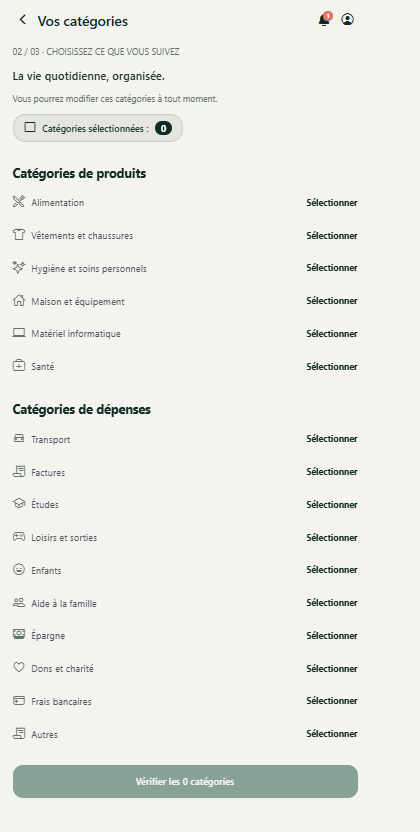 Vos catégories
1
02 / 03 - CHOISISSEZ CE QUE VOUS SUIVEZ
La vie quotidienne, organisée.
Vous pourrez modifier ces catégories à tout moment.
Catégories sélectionnées : 0
Catégories de produits
Alimentation Sélectionner
Vêtements et chaussures Sélectionner
Hygiène et soins personnels Sélectionner
Maison et équipement Sélectionner
Matériel informatique Sélectionner
Santé Sélectionner
Catégories de dépenses
Transport Sélectionner
Factures Sélectionner
Études Sélectionner
Loisirs et sorties Sélectionner
Enfants Sélectionner
Aide à la famille Sélectionner
Épargne Sélectionner
Dons et charité Sélectionner
Frais bancaires Sélectionner
Autres Sélectionner
Vérifier les 0 catégories